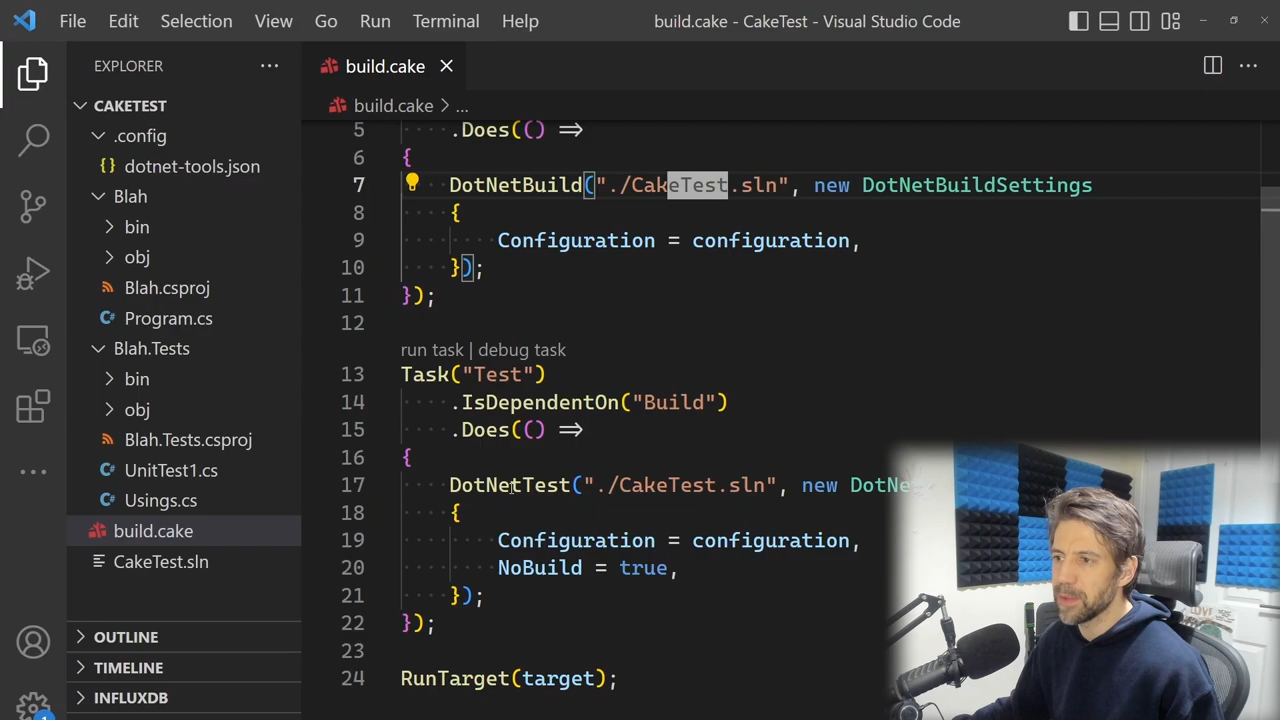 File Edit Selection View Go Run Terminal Help build.cake - CakeTest - Visual Studio Code
EXPLORER
CAKETEST
.config
{} dotnet-tools.json
Blah
bin
obj
Blah.csproj
C# Program.cs
Blah.Tests
bin
obj
Blah.Tests.csproj
C# UnitTest1.cs
C# Usings.cs
build.cake
CakeTest.sln
OUTLINE
TIMELINE
INFLUXDB
1
build.cake
build.cake > ...
5 .Does(() =>
6 {
7 DotNetBuild("./CakeTest.sln", new DotNetBuildSettings
8 {
9 Configuration = configuration,
10 });
11 });
12
run task | debug task
13 Task("Test")
14 .IsDependentOn("Build")
15 .Does(() =>
16 {
17 DotNetTest("./CakeTest.sln", new DotNe
18 {
19 Configuration = configuration,
20 NoBuild = true,
21 });
22 });
23
24 RunTarget(target);